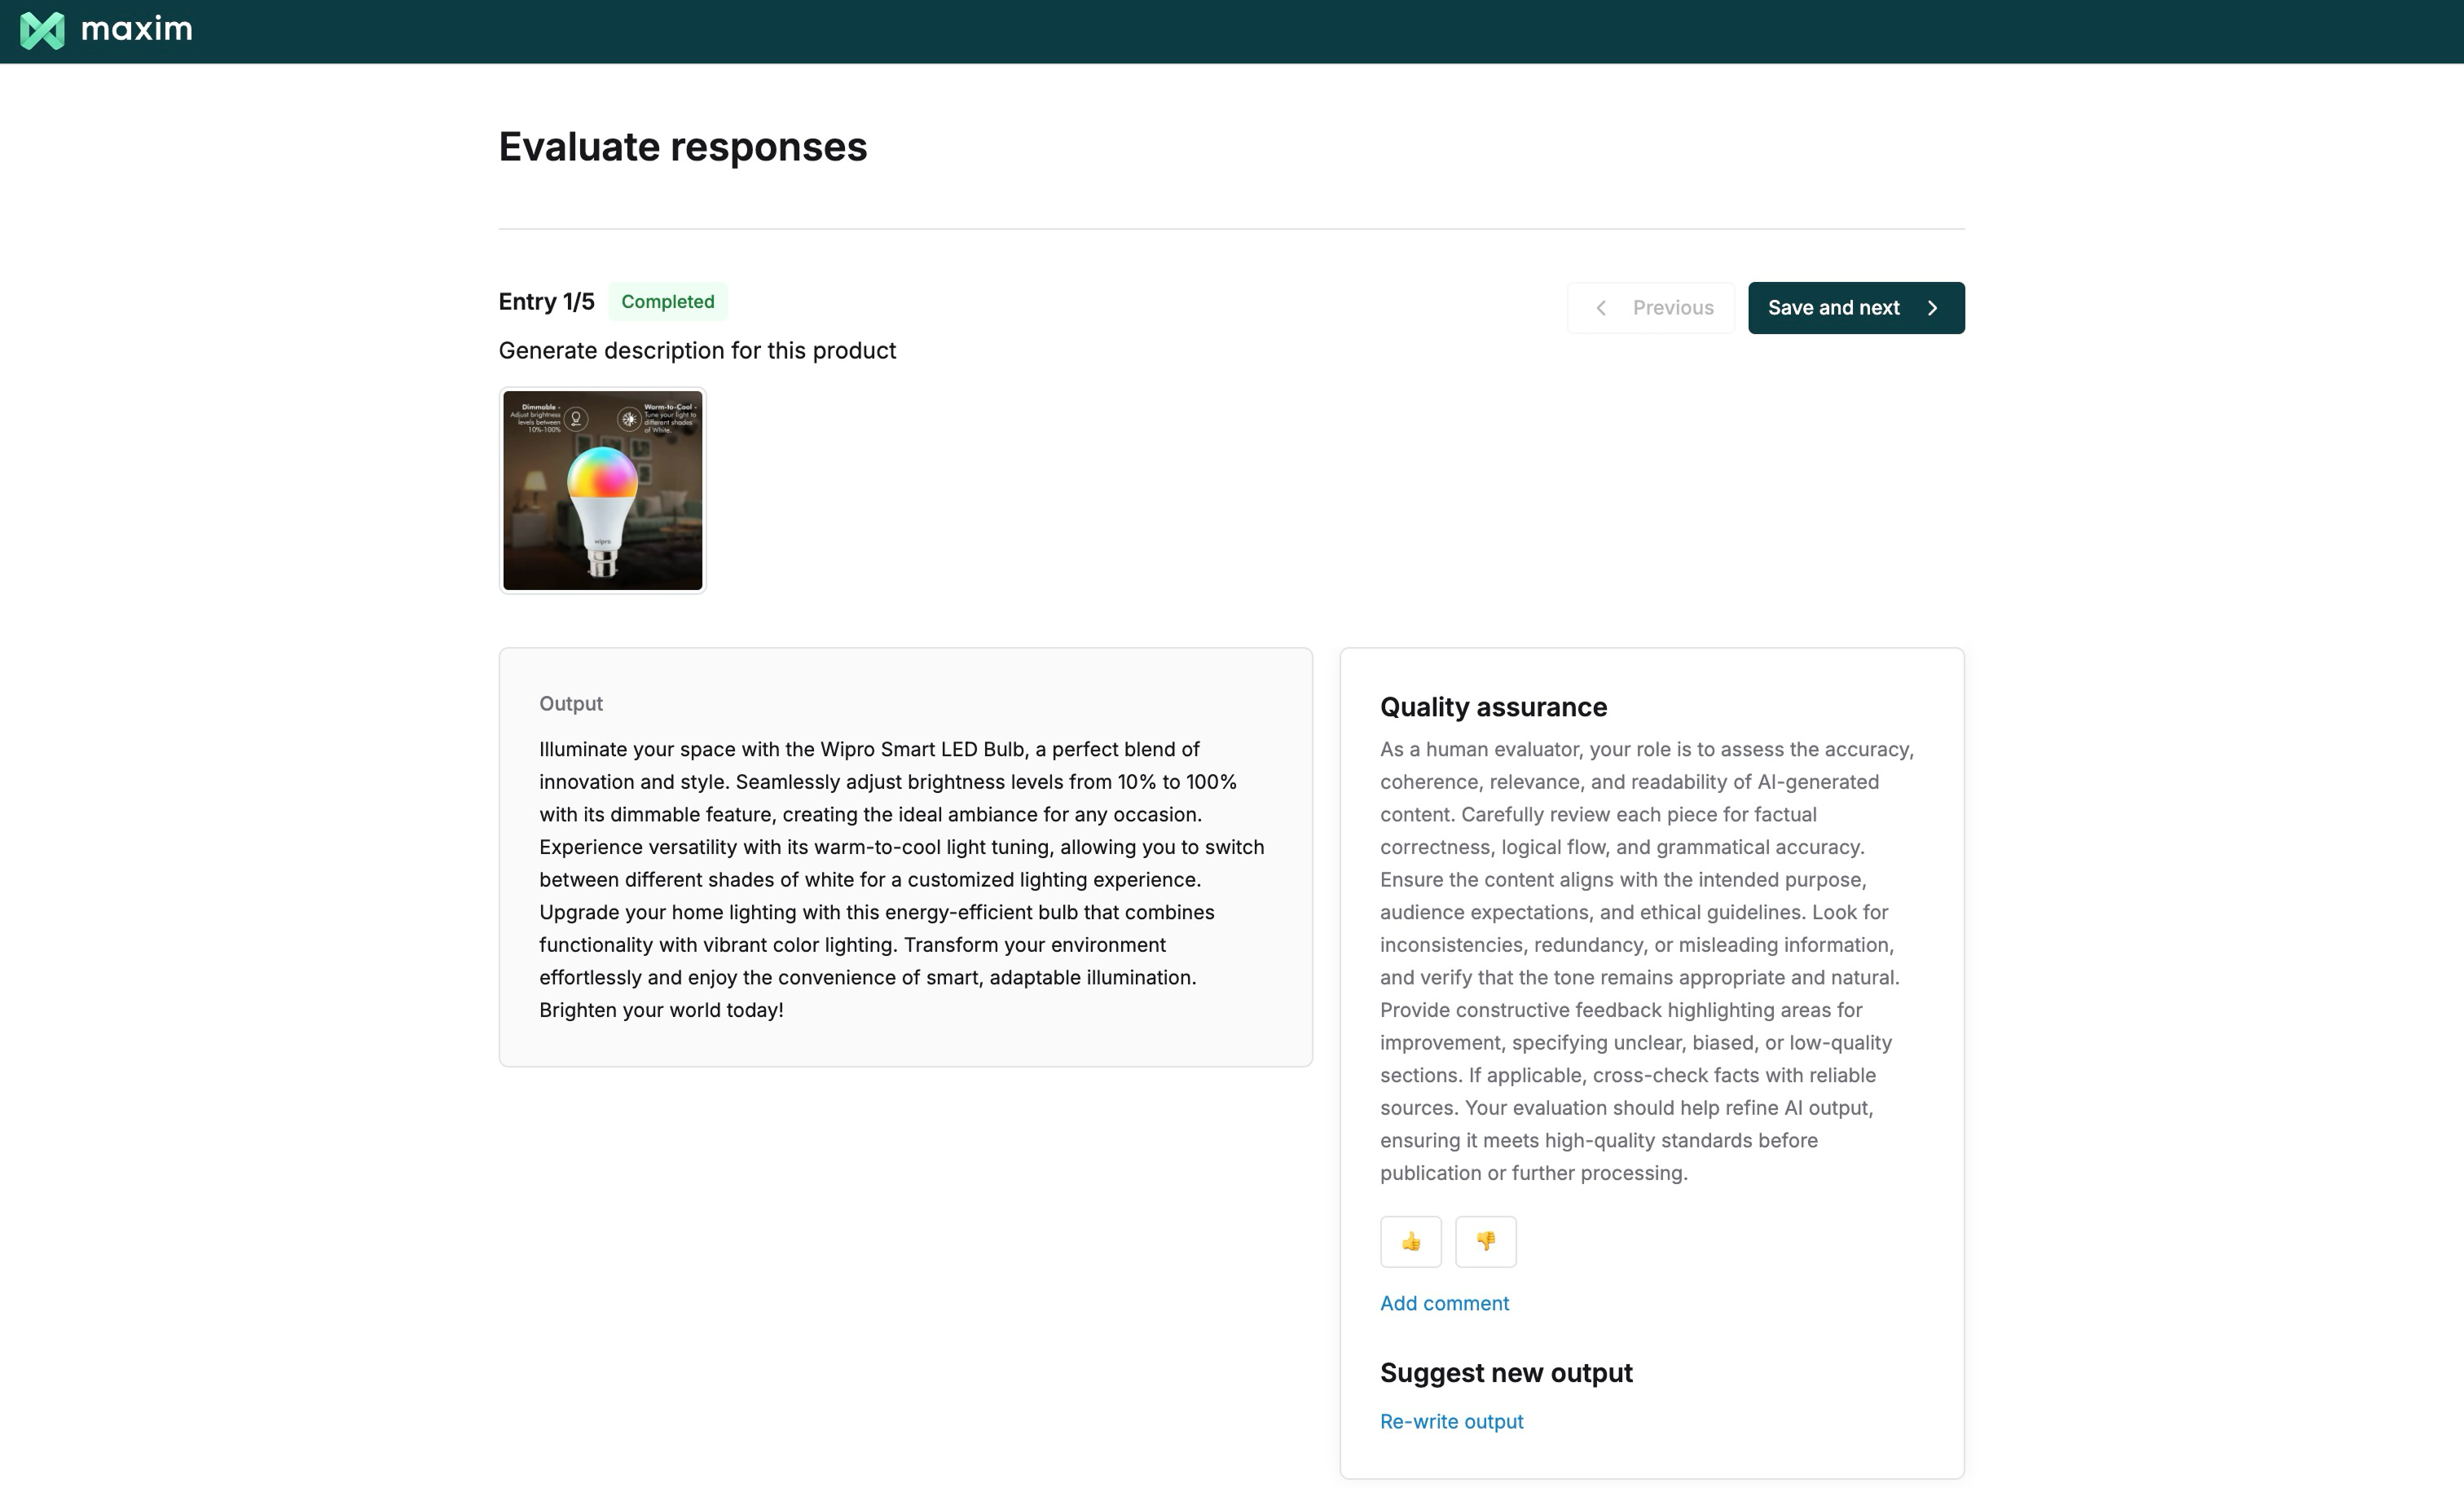 maxim
Evaluate responses
Entry 1/5
Completed
Previous
Save and next
Generate description for this product
Dimmable -
Adjust brightness
levels between
10%-100%
Warm-to-Cool -
Tune your light to
different shades
of White.
wipro
Output
Illuminate your space with the Wipro Smart LED Bulb, a perfect blend of
innovation and style. Seamlessly adjust brightness levels from 10% to 100%
with its dimmable feature, creating the ideal ambiance for any occasion.
Experience versatility with its warm-to-cool light tuning, allowing you to switch
between different shades of white for a customized lighting experience.
Upgrade your home lighting with this energy-efficient bulb that combines
functionality with vibrant color lighting. Transform your environment
effortlessly and enjoy the convenience of smart, adaptable illumination.
Brighten your world today!
Quality assurance
As a human evaluator, your role is to assess the accuracy,
coherence, relevance, and readability of AI-generated
content. Carefully review each piece for factual
correctness, logical flow, and grammatical accuracy.
Ensure the content aligns with the intended purpose,
audience expectations, and ethical guidelines. Look for
inconsistencies, redundancy, or misleading information,
and verify that the tone remains appropriate and natural.
Provide constructive feedback highlighting areas for
improvement, specifying unclear, biased, or low-quality
sections. If applicable, cross-check facts with reliable
sources. Your evaluation should help refine AI output,
ensuring it meets high-quality standards before
publication or further processing.
Add comment
Suggest new output
Re-write output